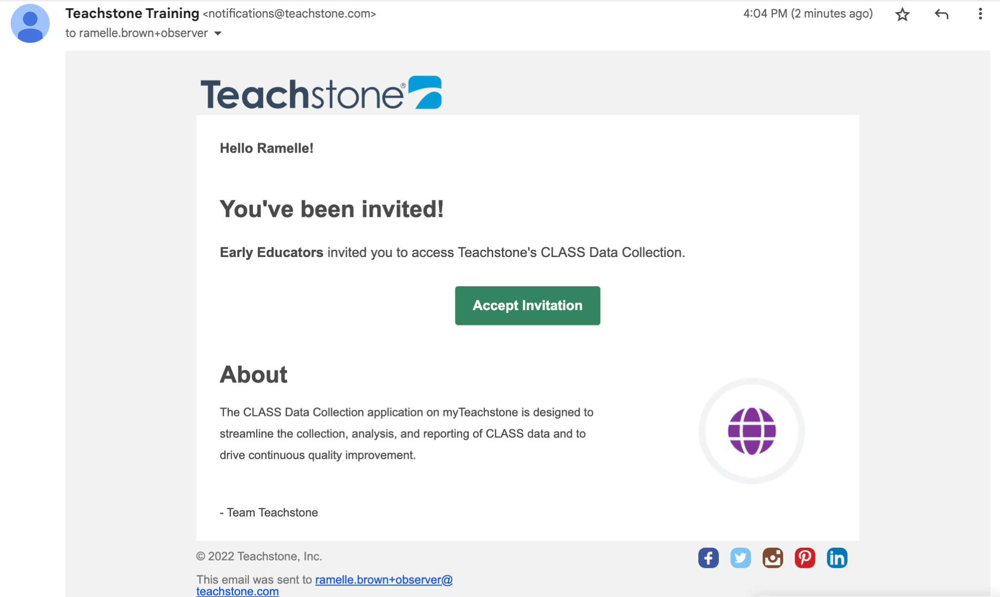 Teachstone Training <notifications@teachstone.com>
4:04 PM (2 minutes ago)
to ramelle.brown+observer
Teachstone®
Hello Ramelle!
You've been invited!
Early Educators invited you to access Teachstone's CLASS Data Collection.
Accept Invitation
About
The CLASS Data Collection application on myTeachstone is designed to
streamline the collection, analysis, and reporting of CLASS data and to
drive continuous quality improvement.
- Team Teachstone
© 2022 Teachstone, Inc.
This email was sent to ramelle.brown+observer@
teachstone.com